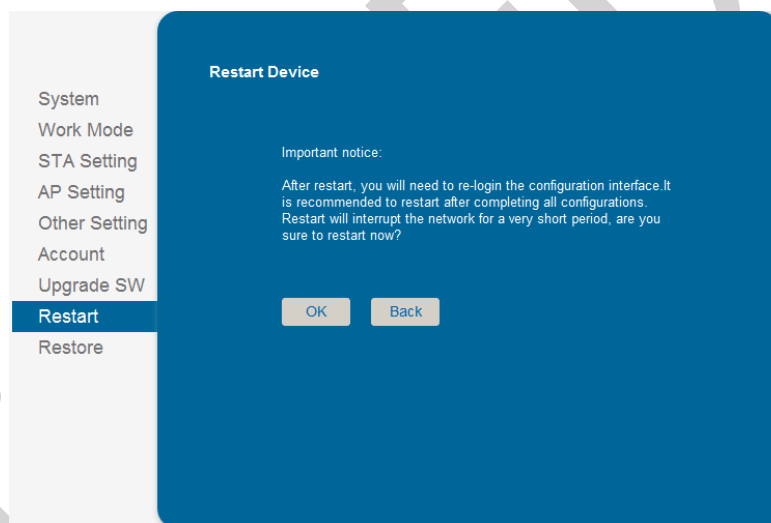 Restart Device
System
Work Mode
STA Setting
AP Setting
Other Setting
Account
Upgrade SW
Restart
Restore
Important notice:
After restart, you will need to re-login the configuration interface.It
is recommended to restart after completing all configurations.
Restart will interrupt the network for a very short period, are you
sure to restart now?
OK
Back